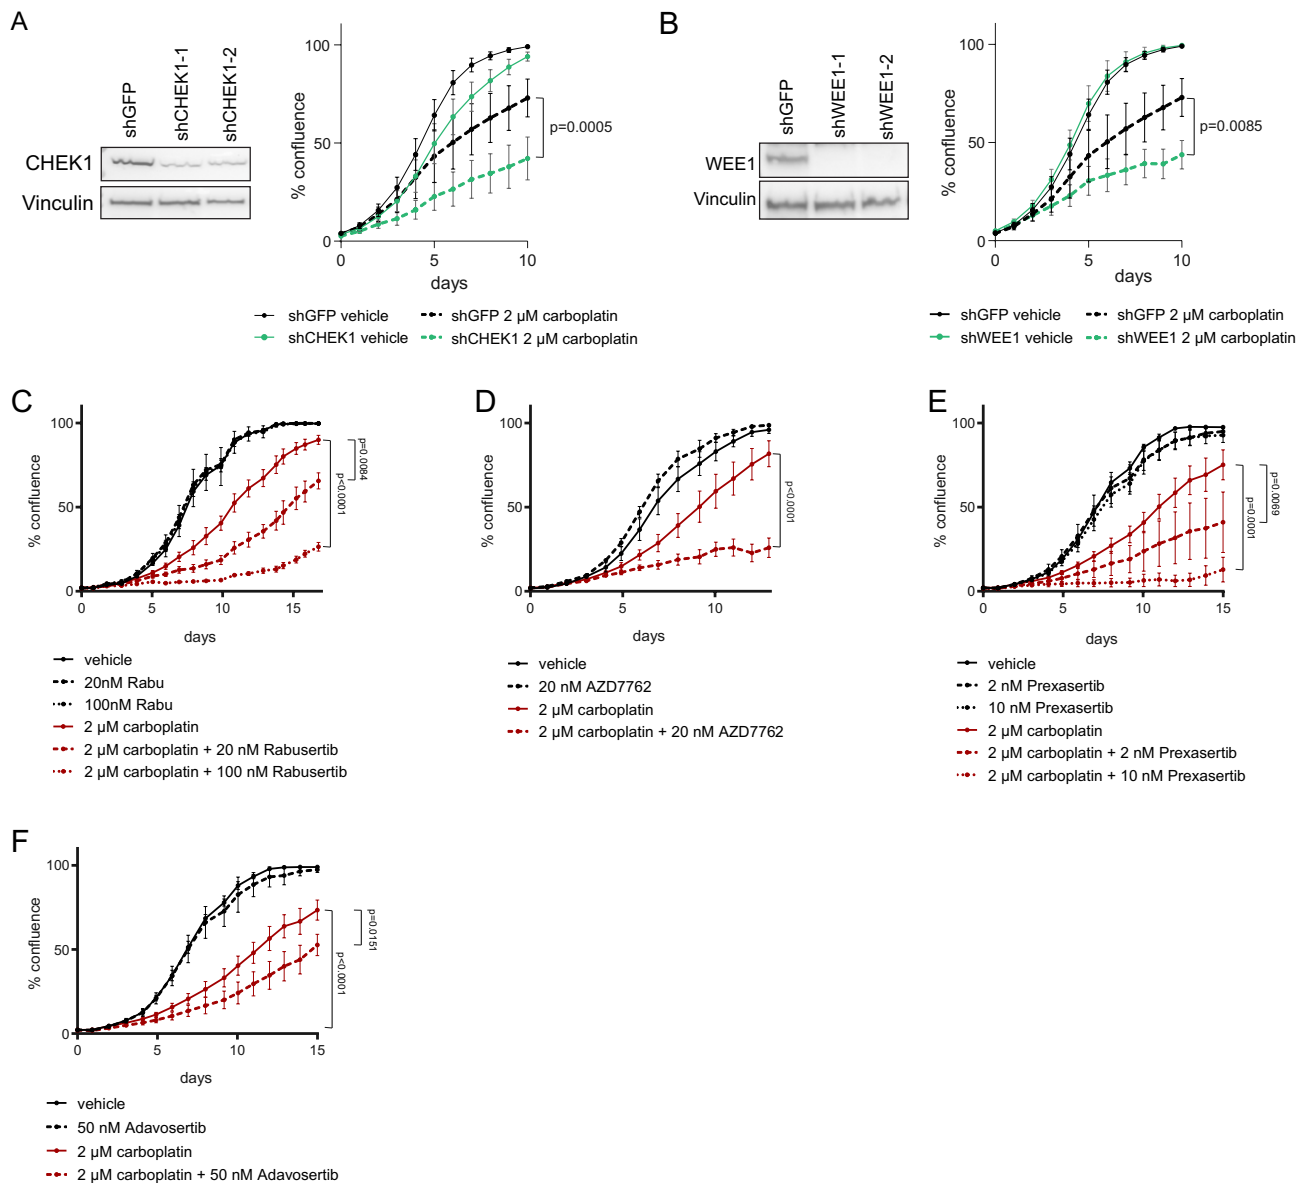 A
shGFP
shCHEK1-1
shCHEK1-2
CHEK1
Vinculin
% confluence
100
50
0
0 5 10
days
p=0.0005
shGFP vehicle
shGFP 2 µM carboplatin
shCHEK1 vehicle
shCHEK1 2 µM carboplatin
B
shGFP
shWEE1-1
shWEE1-2
WEE1
Vinculin
% confluence
100
50
0
0 5 10
days
p=0.0085
shGFP vehicle
shGFP 2 µM carboplatin
shWEE1 vehicle
shWEE1 2 µM carboplatin
C
% confluence
100
50
0
0 5 10 15
days
p=0.0084
p<0.0001
vehicle
20nM Rabu
100nM Rabu
2 µM carboplatin
2 µM carboplatin + 20 nM Rabusertib
2 µM carboplatin + 100 nM Rabusertib
D
% confluence
100
50
0
0 5 10
days
p<0.0001
vehicle
20 nM AZD7762
2 µM carboplatin
2 µM carboplatin + 20 nM AZD7762
E
% confluence
100
50
0
0 5 10 15
days
p=0.0069
p=0.0001
vehicle
2 nM Prexasertib
10 nM Prexasertib
2 µM carboplatin
2 µM carboplatin + 2 nM Prexasertib
2 µM carboplatin + 10 nM Prexasertib
F
% confluence
100
50
0
0 5 10 15
days
p=0.0151
p<0.0001
vehicle
50 nM Adavosertib
2 µM carboplatin
2 µM carboplatin + 50 nM Adavosertib